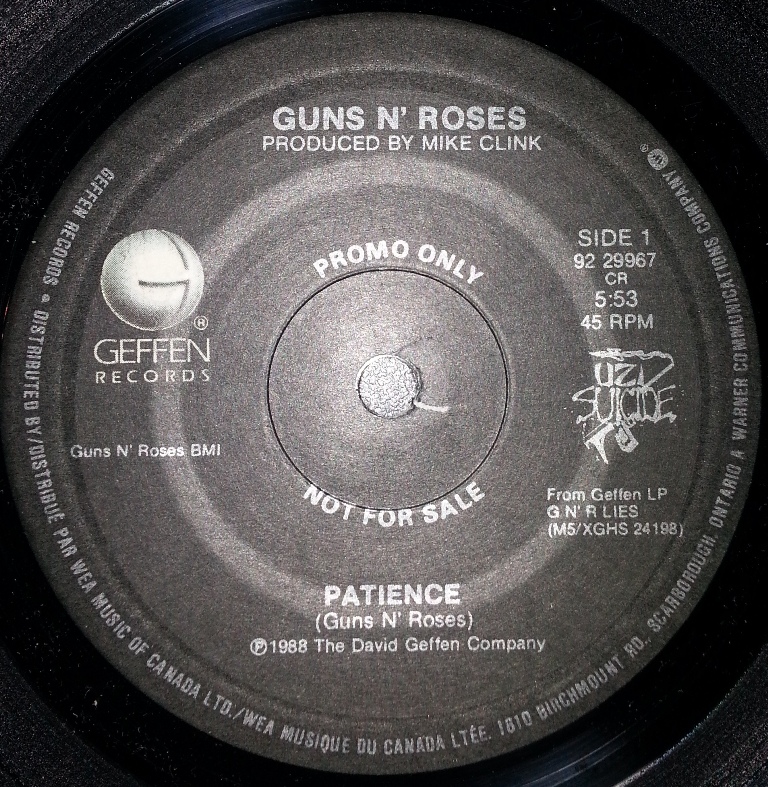 GUNS N' ROSES
PRODUCED BY MIKE CLINK
PROMO ONLY
SIDE 1
92 29967
CR
5:53
45 RPM
G
®
GEFFEN
RECORDS
UZI
SUICIDE
Guns N' Roses BMI
From Geffen LP
G N' R LIES
(M5/XGHS 24198)
NOT FOR SALE
PATIENCE
(Guns N' Roses)
℗1988 The David Geffen Company
GEFFEN RECORDS • DISTRIBUTED BY/DISTRIBUÉ PAR WEA MUSIC OF CANADA LTD./WEA MUSIQUE DU CANADA LTÉE. 1810 BIRCHMOUNT RD., SCARBOROUGH, ONTARIO A WARNER COMMUNICATIONS COMPANY ®